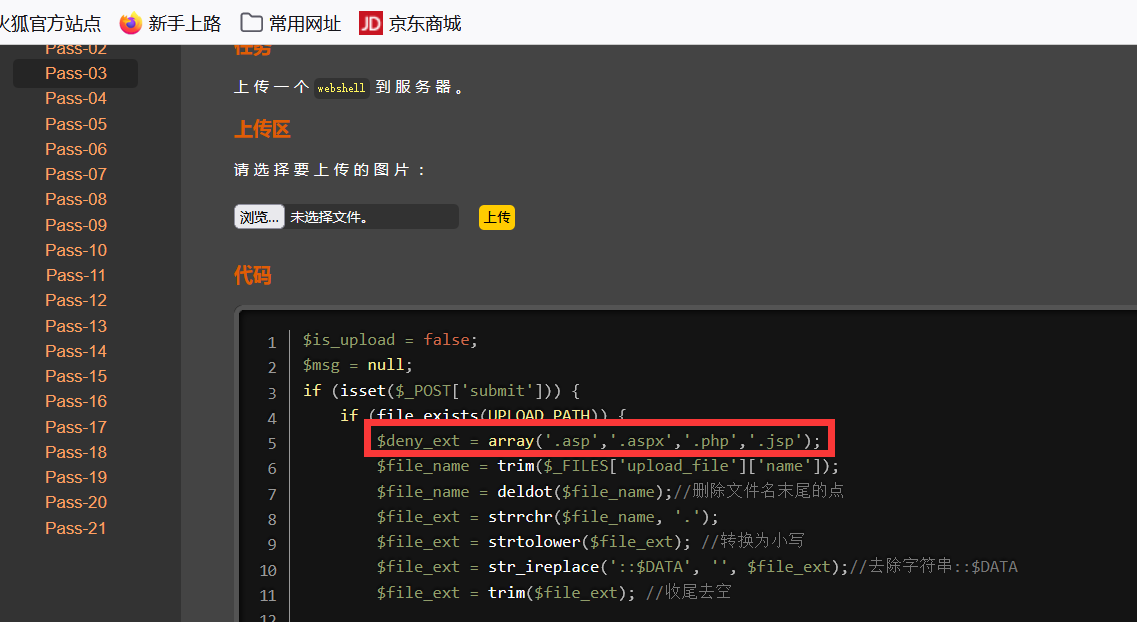 火狐官方站点 新手上路 常用网址 JD 京东商城
Pass-02
Pass-03
Pass-04
Pass-05
Pass-06
Pass-07
Pass-08
Pass-09
Pass-10
Pass-11
Pass-12
Pass-13
Pass-14
Pass-15
Pass-16
Pass-17
Pass-18
Pass-19
Pass-20
Pass-21
任务
上传一个 webshell 到服务器。
上传区
请选择要上传的图片：
浏览... 未选择文件。 上传
代码
1 $is_upload = false;
2 $msg = null;
3 if (isset($_POST['submit'])) {
4 if (file_exists(UPLOAD_PATH)) {
5 $deny_ext = array('.asp','.aspx','.php','.jsp');
6 $file_name = trim($_FILES['upload_file']['name']);
7 $file_name = deldot($file_name);//删除文件名末尾的点
8 $file_ext = strrchr($file_name, '.');
9 $file_ext = strtolower($file_ext); //转换为小写
10 $file_ext = str_ireplace('::$DATA', '', $file_ext);//去除字符串::$DATA
11 $file_ext = trim($file_ext); //收尾去空
12